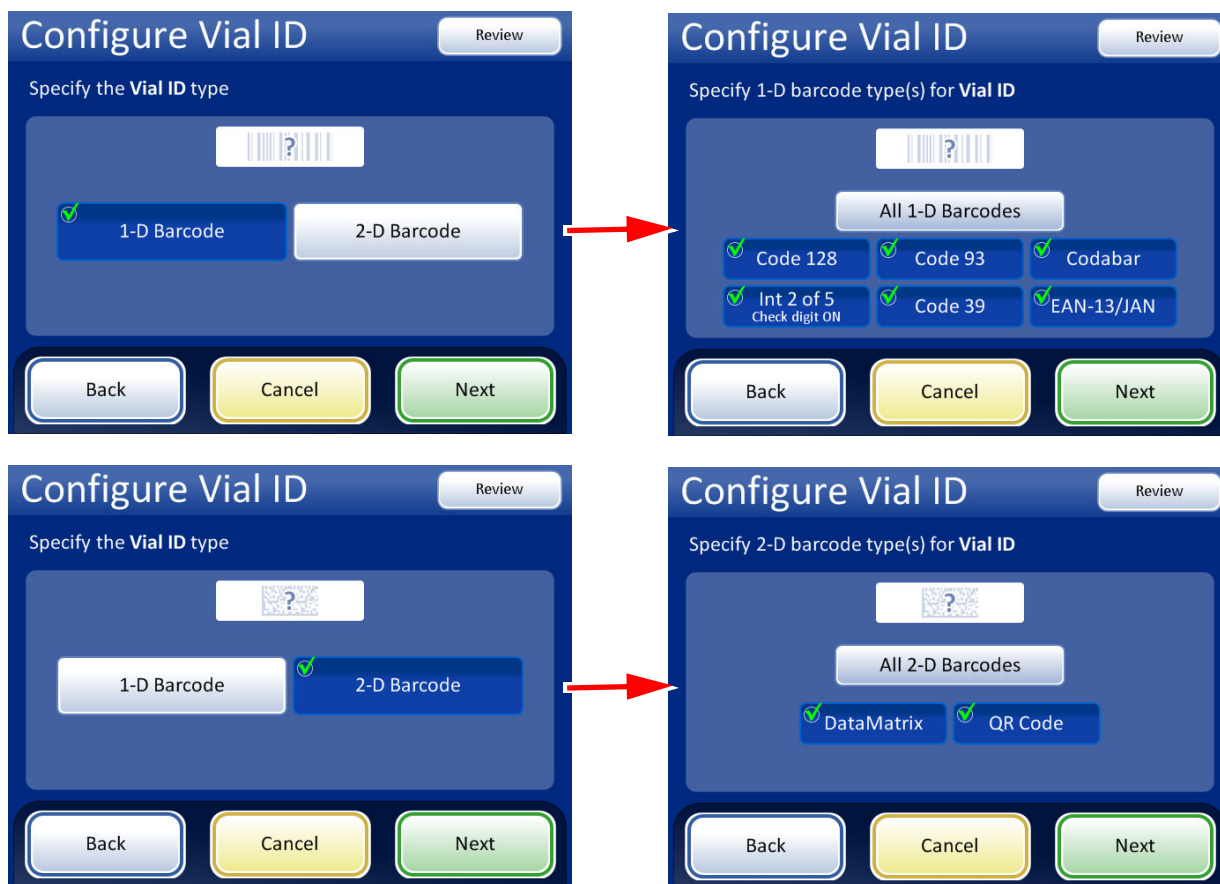 Configure Vial ID
Review
Specify the Vial ID type
?
1-D Barcode
2-D Barcode
Back
Cancel
Next
Configure Vial ID
Review
Specify 1-D barcode type(s) for Vial ID
?
All 1-D Barcodes
Code 128
Code 93
Codabar
Int 2 of 5
Check digit ON
Code 39
EAN-13/JAN
Back
Cancel
Next
Configure Vial ID
Review
Specify the Vial ID type
?
1-D Barcode
2-D Barcode
Back
Cancel
Next
Configure Vial ID
Review
Specify 2-D barcode type(s) for Vial ID
?
All 2-D Barcodes
DataMatrix
QR Code
Back
Cancel
Next